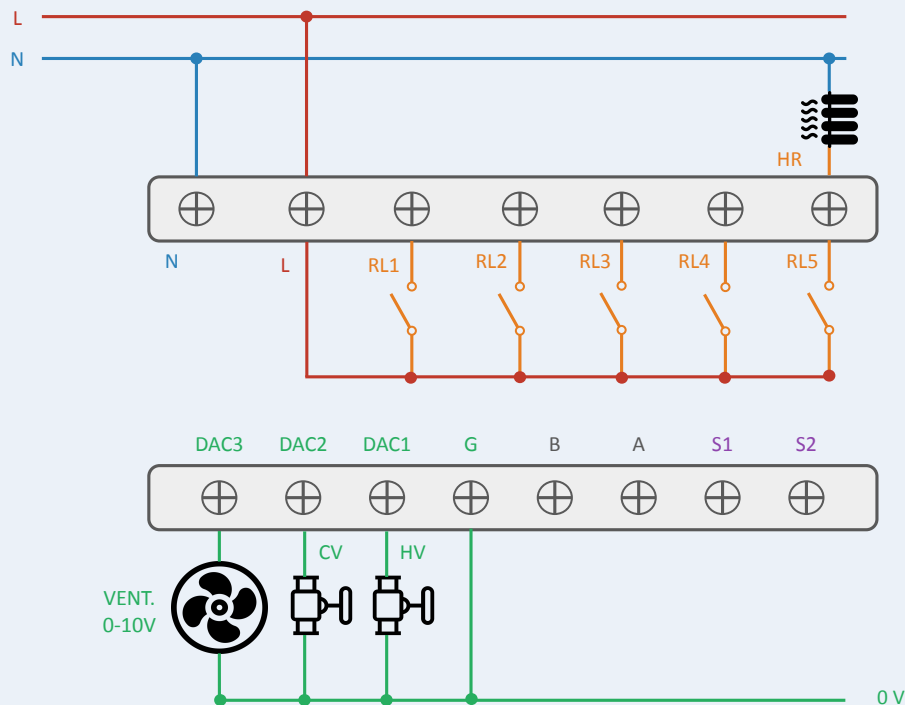 L
N
HR
N
L
RL1
RL2
RL3
RL4
RL5
DAC3
DAC2
DAC1
G
B
A
S1
S2
CV
HV
VENT.
0-10V
0 V